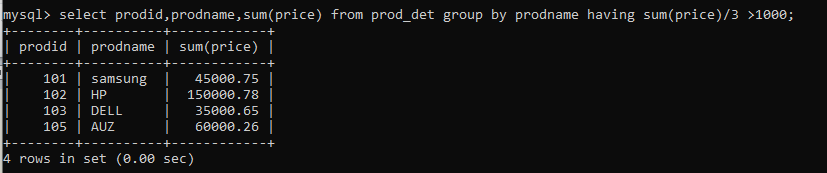 mysql> select prodid,prodname,sum(price) from prod_det group by prodname having sum(price)/3 >1000;
+--------+----------+------------+
| prodid | prodname | sum(price) |
+--------+----------+------------+
|    101 | samsung  |   45000.75 |
|    102 | HP       |  150000.78 |
|    103 | DELL     |   35000.65 |
|    105 | AUZ      |   60000.26 |
+--------+----------+------------+
4 rows in set (0.00 sec)